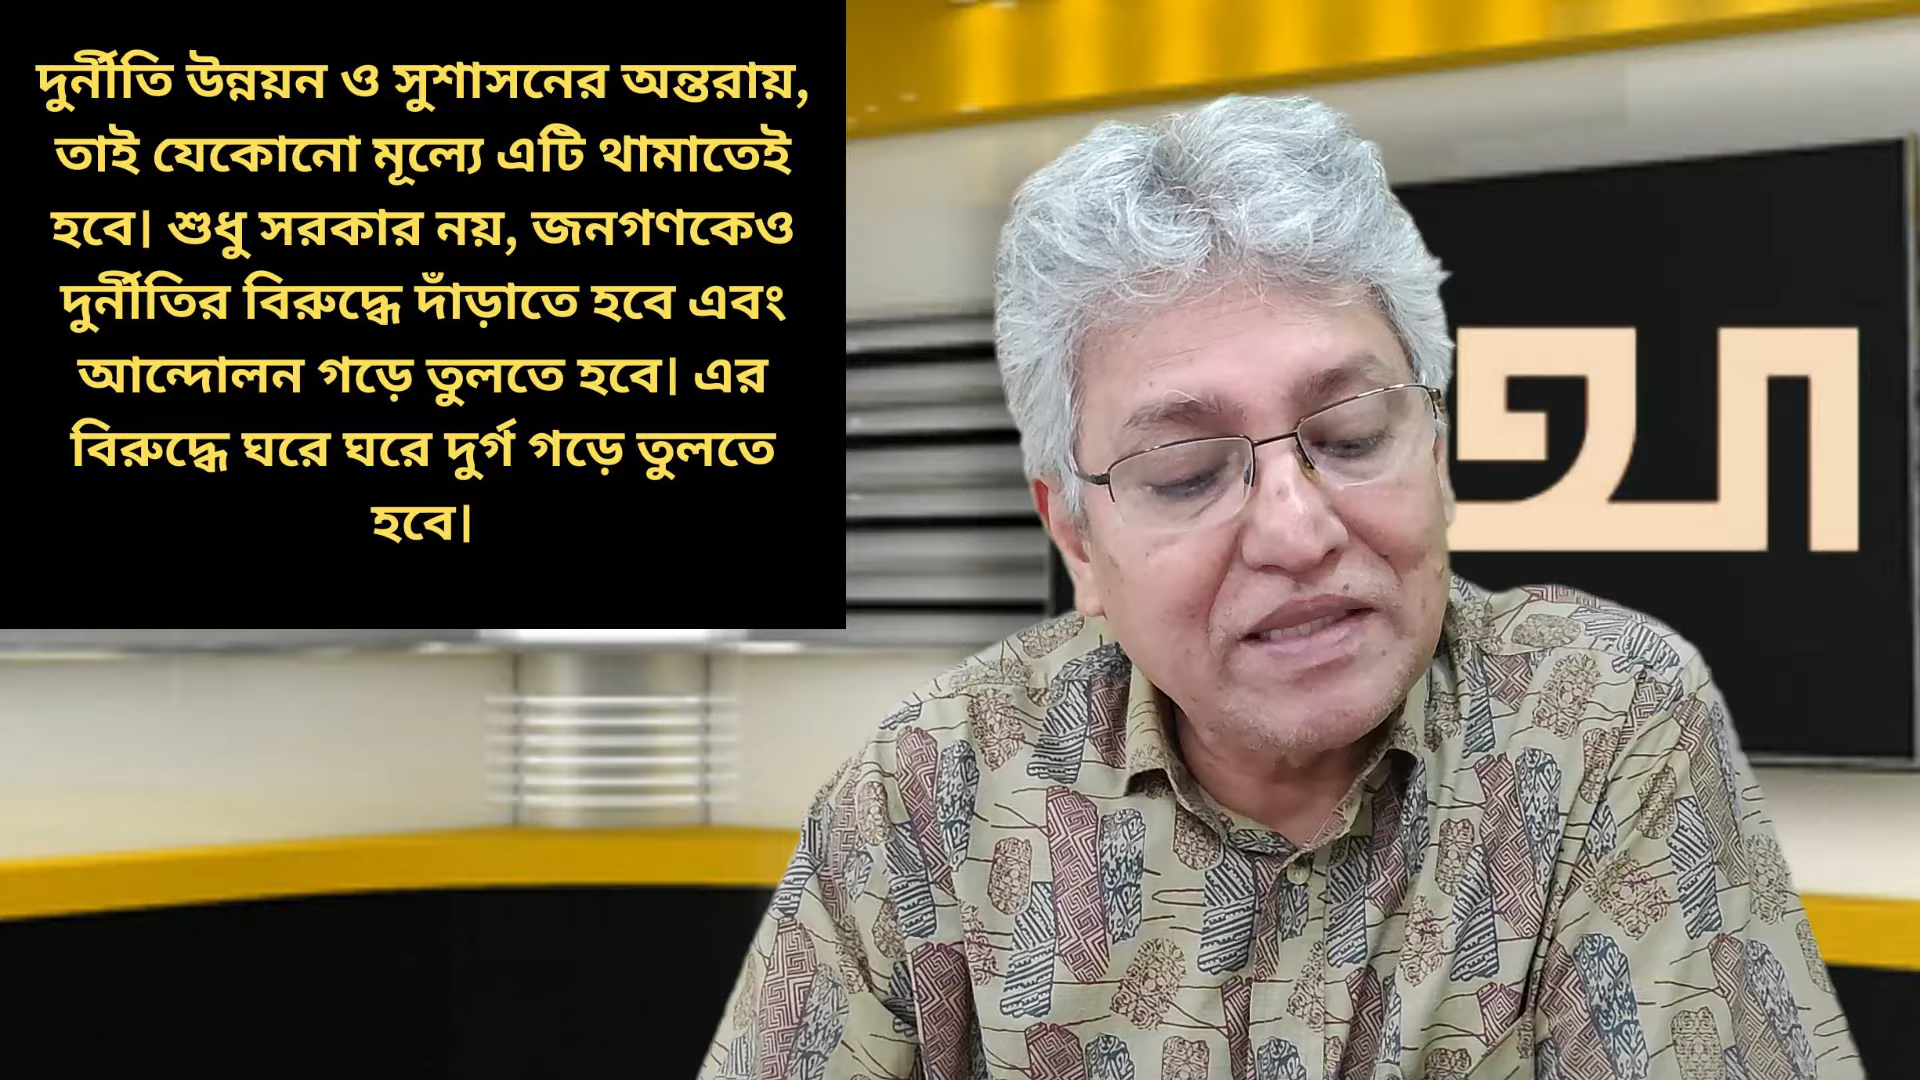 দুর্নীতি উন্নয়ন ও সুশাসনের অন্তরায়,
তাই যেকোনো মূল্যে এটি থামাতেই
হবে। শুধু সরকার নয়, জনগণকেও
দুর্নীতির বিরুদ্ধে দাঁড়াতে হবে এবং
আন্দোলন গড়ে তুলতে হবে। এর
বিরুদ্ধে ঘরে ঘরে দুর্গ গড়ে তুলতে
হবে।